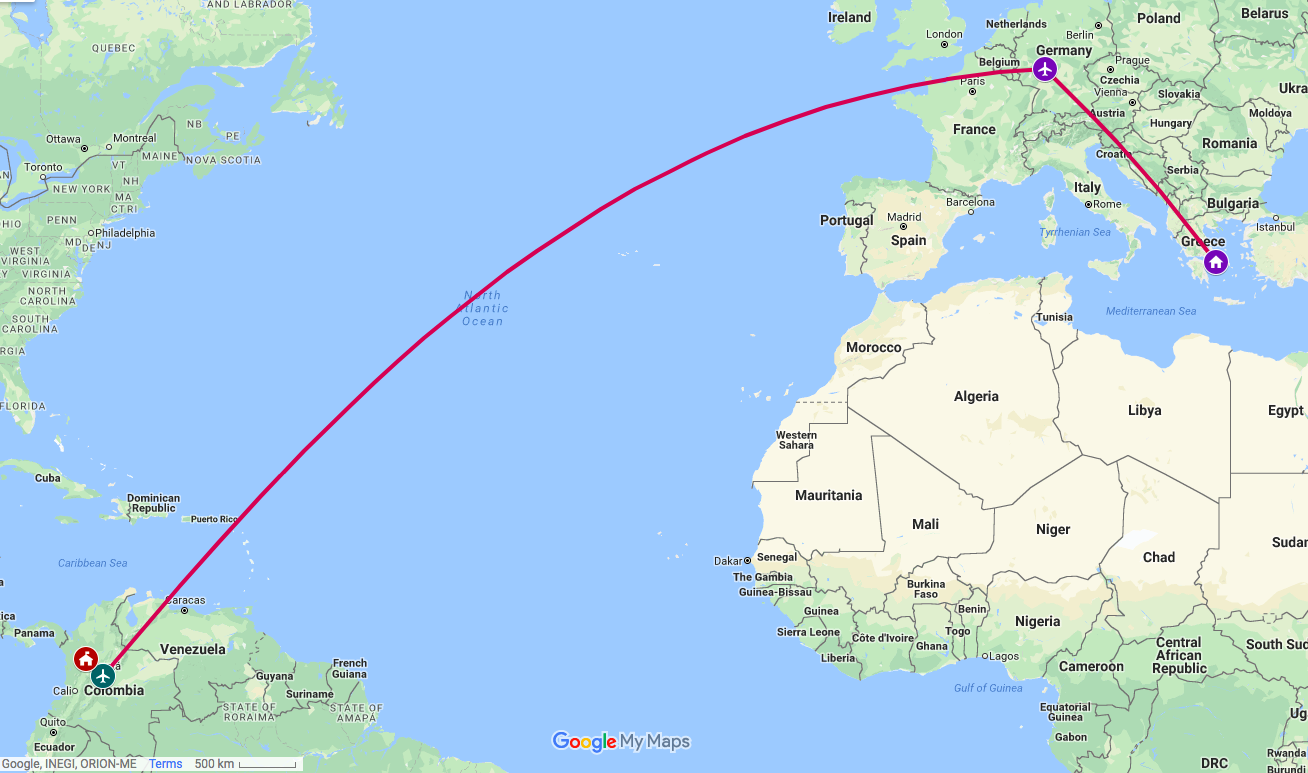 AND LABRADOR
QUEBEC
Ottawa
Montreal
NB
PE
Toronto
MAINE
NOVA SCOTIA
VT
NH
NEW YORK
MA
CT RI
PENN
Philadelphia
MD
DE NJ
WEST
VIRGINIA
VIRGINIA
NORTH
CAROLINA
SOUTH
CAROLINA
FLORIDA
Cuba
Dominican
Republic
Puerto Rico
Caribbean Sea
Caracas
Panama
Venezuela
Cali
Colombia
Quito
Ecuador
Guyana
French
Guiana
Suriname
STATE OF
RORAIMA
STATE OF
AMAPÁ
North
Atlantic
Ocean
Ireland
London
Netherlands
Berlin
Poland
Belarus
Belgium
Germany
Paris
Prague
Czechia
Vienna
Slovakia
Ukra
Austria
Hungary
Moldova
France
Croatia
Romania
Serbia
Italy
Rome
Bulgaria
Barcelona
Portugal
Madrid
Spain
Tyrrhenian Sea
Greece
Istanbul
Mediterranean Sea
Tunisia
Morocco
Algeria
Libya
Egypt
Western
Sahara
Mauritania
Mali
Niger
Chad
Sudan
Dakar
Senegal
The Gambia
Guinea-Bissau
Guinea
Sierra Leone
Liberia
Burkina
Faso
Benin
Togo
Côte d'Ivoire
Ghana
Nigeria
Lagos
Cameroon
Central
African
Republic
South Sud
Gulf of Guinea
Equatorial
Guinea
Gabon
DRC
Ug
Rwanda
Burundi
Google My Maps
Google, INEGI, ORION-ME Terms 500 km